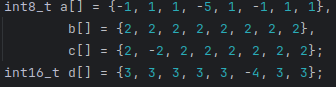 int8_t a[] = {-1, 1, 1, -5, 1, -1, 1, 1},
b[] = {2, 2, 2, 2, 2, 2, 2, 2},
c[] = {2, -2, 2, 2, 2, 2, 2, 2};
int16_t d[] = {3, 3, 3, 3, 3, -4, 3, 3};